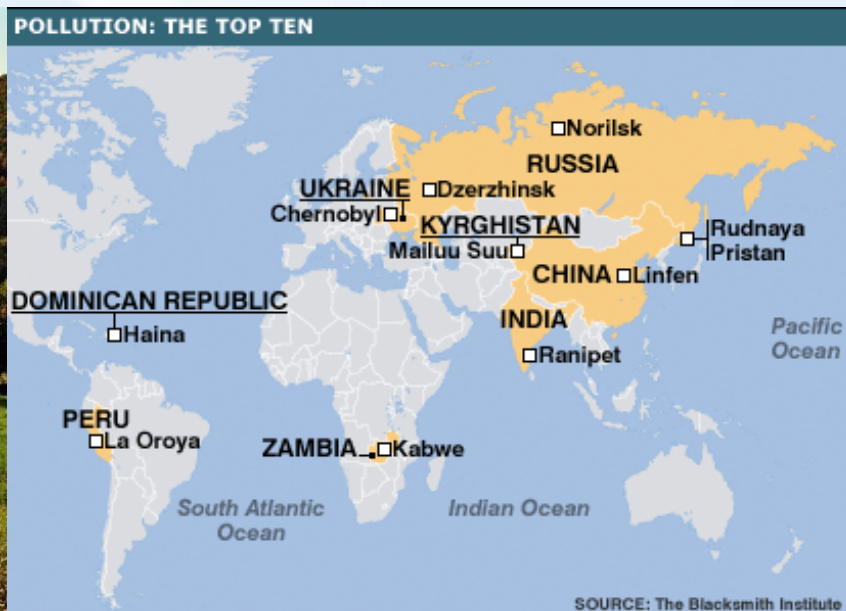 POLLUTION: THE TOP TEN
Norilsk
RUSSIA
UKRAINE
Dzerzhinsk
Chernobyl
KYRGHISTAN
Rudnaya
Pristan
Mailuu Suu
CHINA
Linfen
DOMINICAN REPUBLIC
Haina
INDIA
Pacific
Ocean
Ranipet
PERU
La Oroya
ZAMBIA
Kabwe
South Atlantic
Ocean
Indian Ocean
SOURCE: The Blacksmith Institute